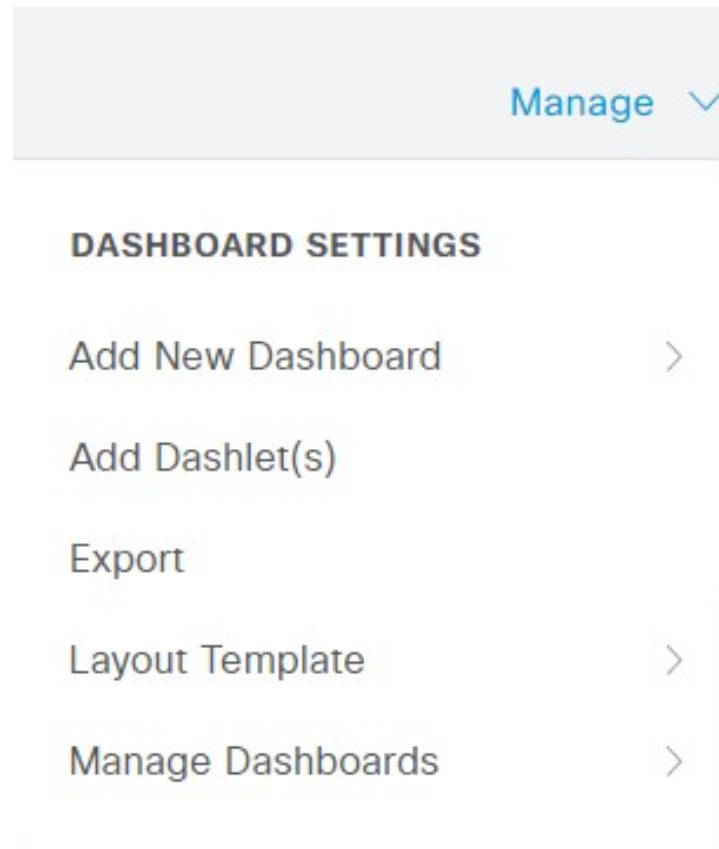 Manage
DASHBOARD SETTINGS
Add New Dashboard
Add Dashlet(s)
Export
Layout Template
Manage Dashboards